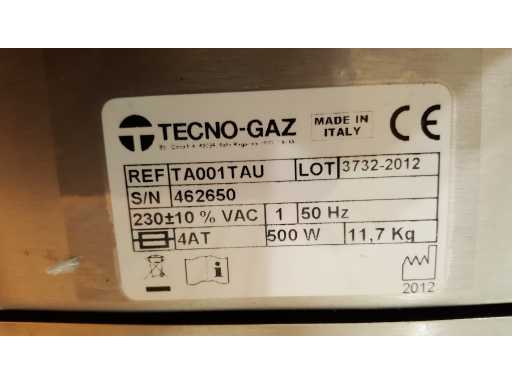 TECNO-GAZ
MADE IN
ITALY
CE
REF TA001TAU LOT 3732-2012
S/N 462650
230±10 % VAC 1 50 Hz
4AT 500 W 11,7 Kg
2012